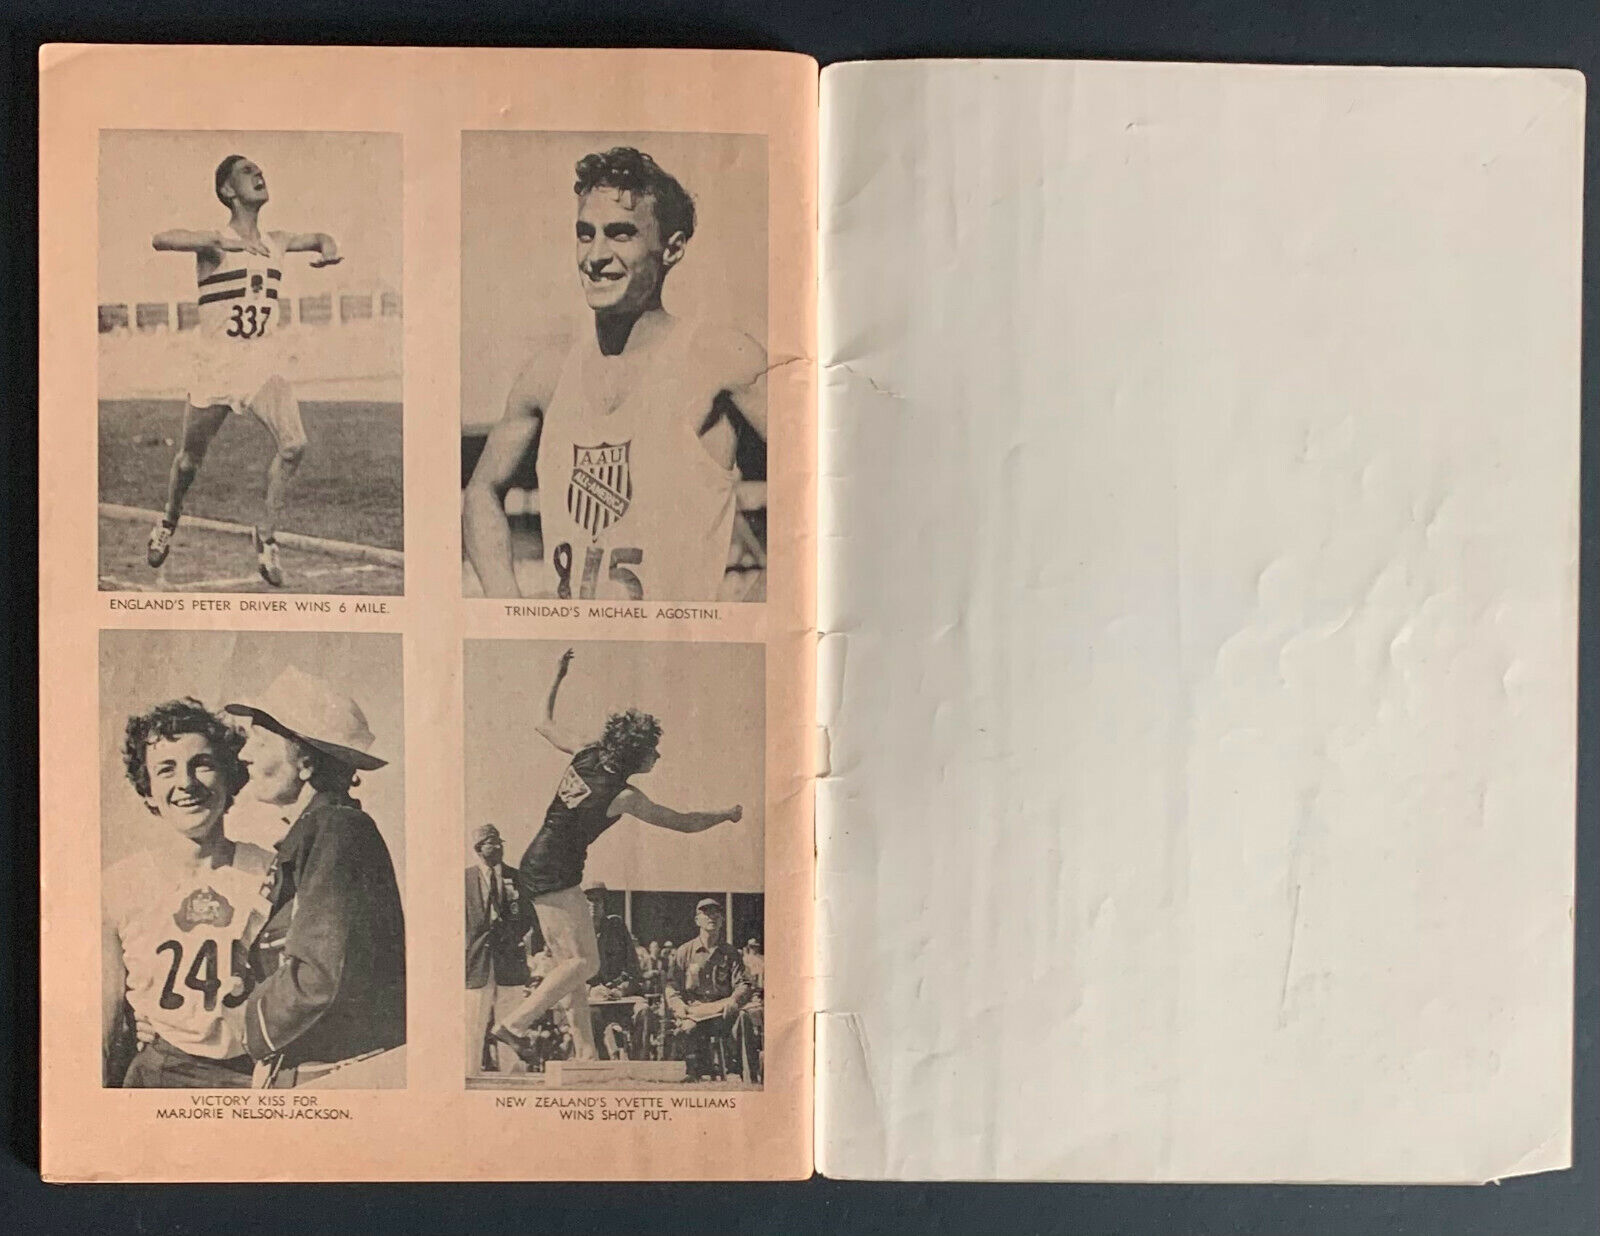 337
AAU
ALL-AMERICA
815
ENGLAND'S PETER DRIVER WINS 6 MILE.
TRINIDAD'S MICHAEL AGOSTINI.
245
VICTORY KISS FOR
MARJORIE NELSON-JACKSON.
NEW ZEALAND'S YVETTE WILLIAMS
WINS SHOT PUT.